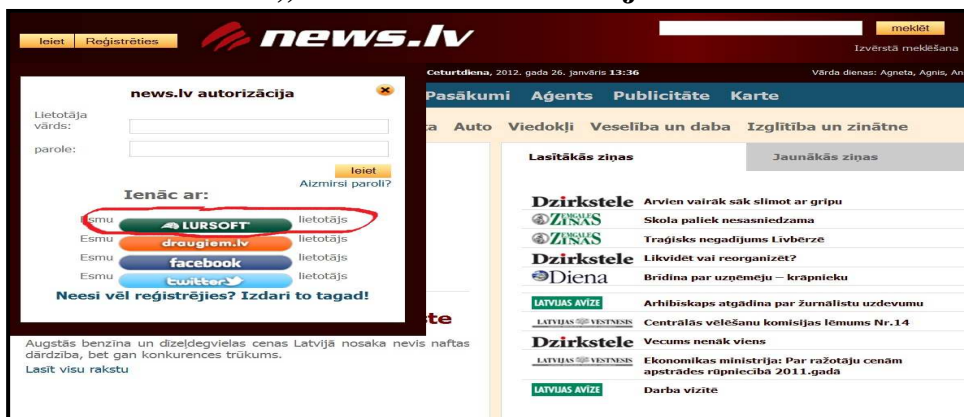 Ieiet Reģistrēties news.lv meklēt
Izvērstā meklēšana
Ceturtdiena, 2012. gada 26. janvāris 13:36 Vārda dienas: Agneta, Agnis,
news.lv autorizācija
Pasākumi Aģents Publicitāte Karte
Lietotāja
vārds:
Auto Viedokļi Veselība un daba Izglītība un zinātne
parole:
Ieiet
Aizmirsi paroli?
Ienāc ar:
Esmu LURSOFT lietotājs
Esmu draugiem.lv lietotājs
Esmu facebook lietotājs
Esmu twitter lietotājs
Neesi vēl reģistrējies? Izdari to tagad!
Augstās benzīna un dīzeļdegvielas cenas Latvijā nosaka nevis naftas
dārdzība, bet gan konkurences trūkums.
Lasīt visu rakstu
Lasītākās ziņas Jaunākās ziņas
Dzirkstele Arvien vairāk sāk slimot ar gripu
ZEMGALES ZIŅAS Skola paliek nesasniedzama
ZEMGALES ZIŅAS Traģisks negadījums Līvbērzē
Dzirkstele Likvidēt vai reorganizēt?
Diena Brīdina par uzņēmēju – krāpnieku
LATVIJAS AVĪZE Arhibīskaps atgādina par žurnālistu uzdevumu
LATVIJAS VESTNESIS Centrālās vēlēšanu komisijas lēmums Nr.14
Dzirkstele Vecums nenāk viens
LATVIJAS VESTNESIS Ekonomikas ministrija: Par ražotāju cenām
apstrādes rūpniecībā 2011.gadā
LATVIJAS AVĪZE Darba vizītē